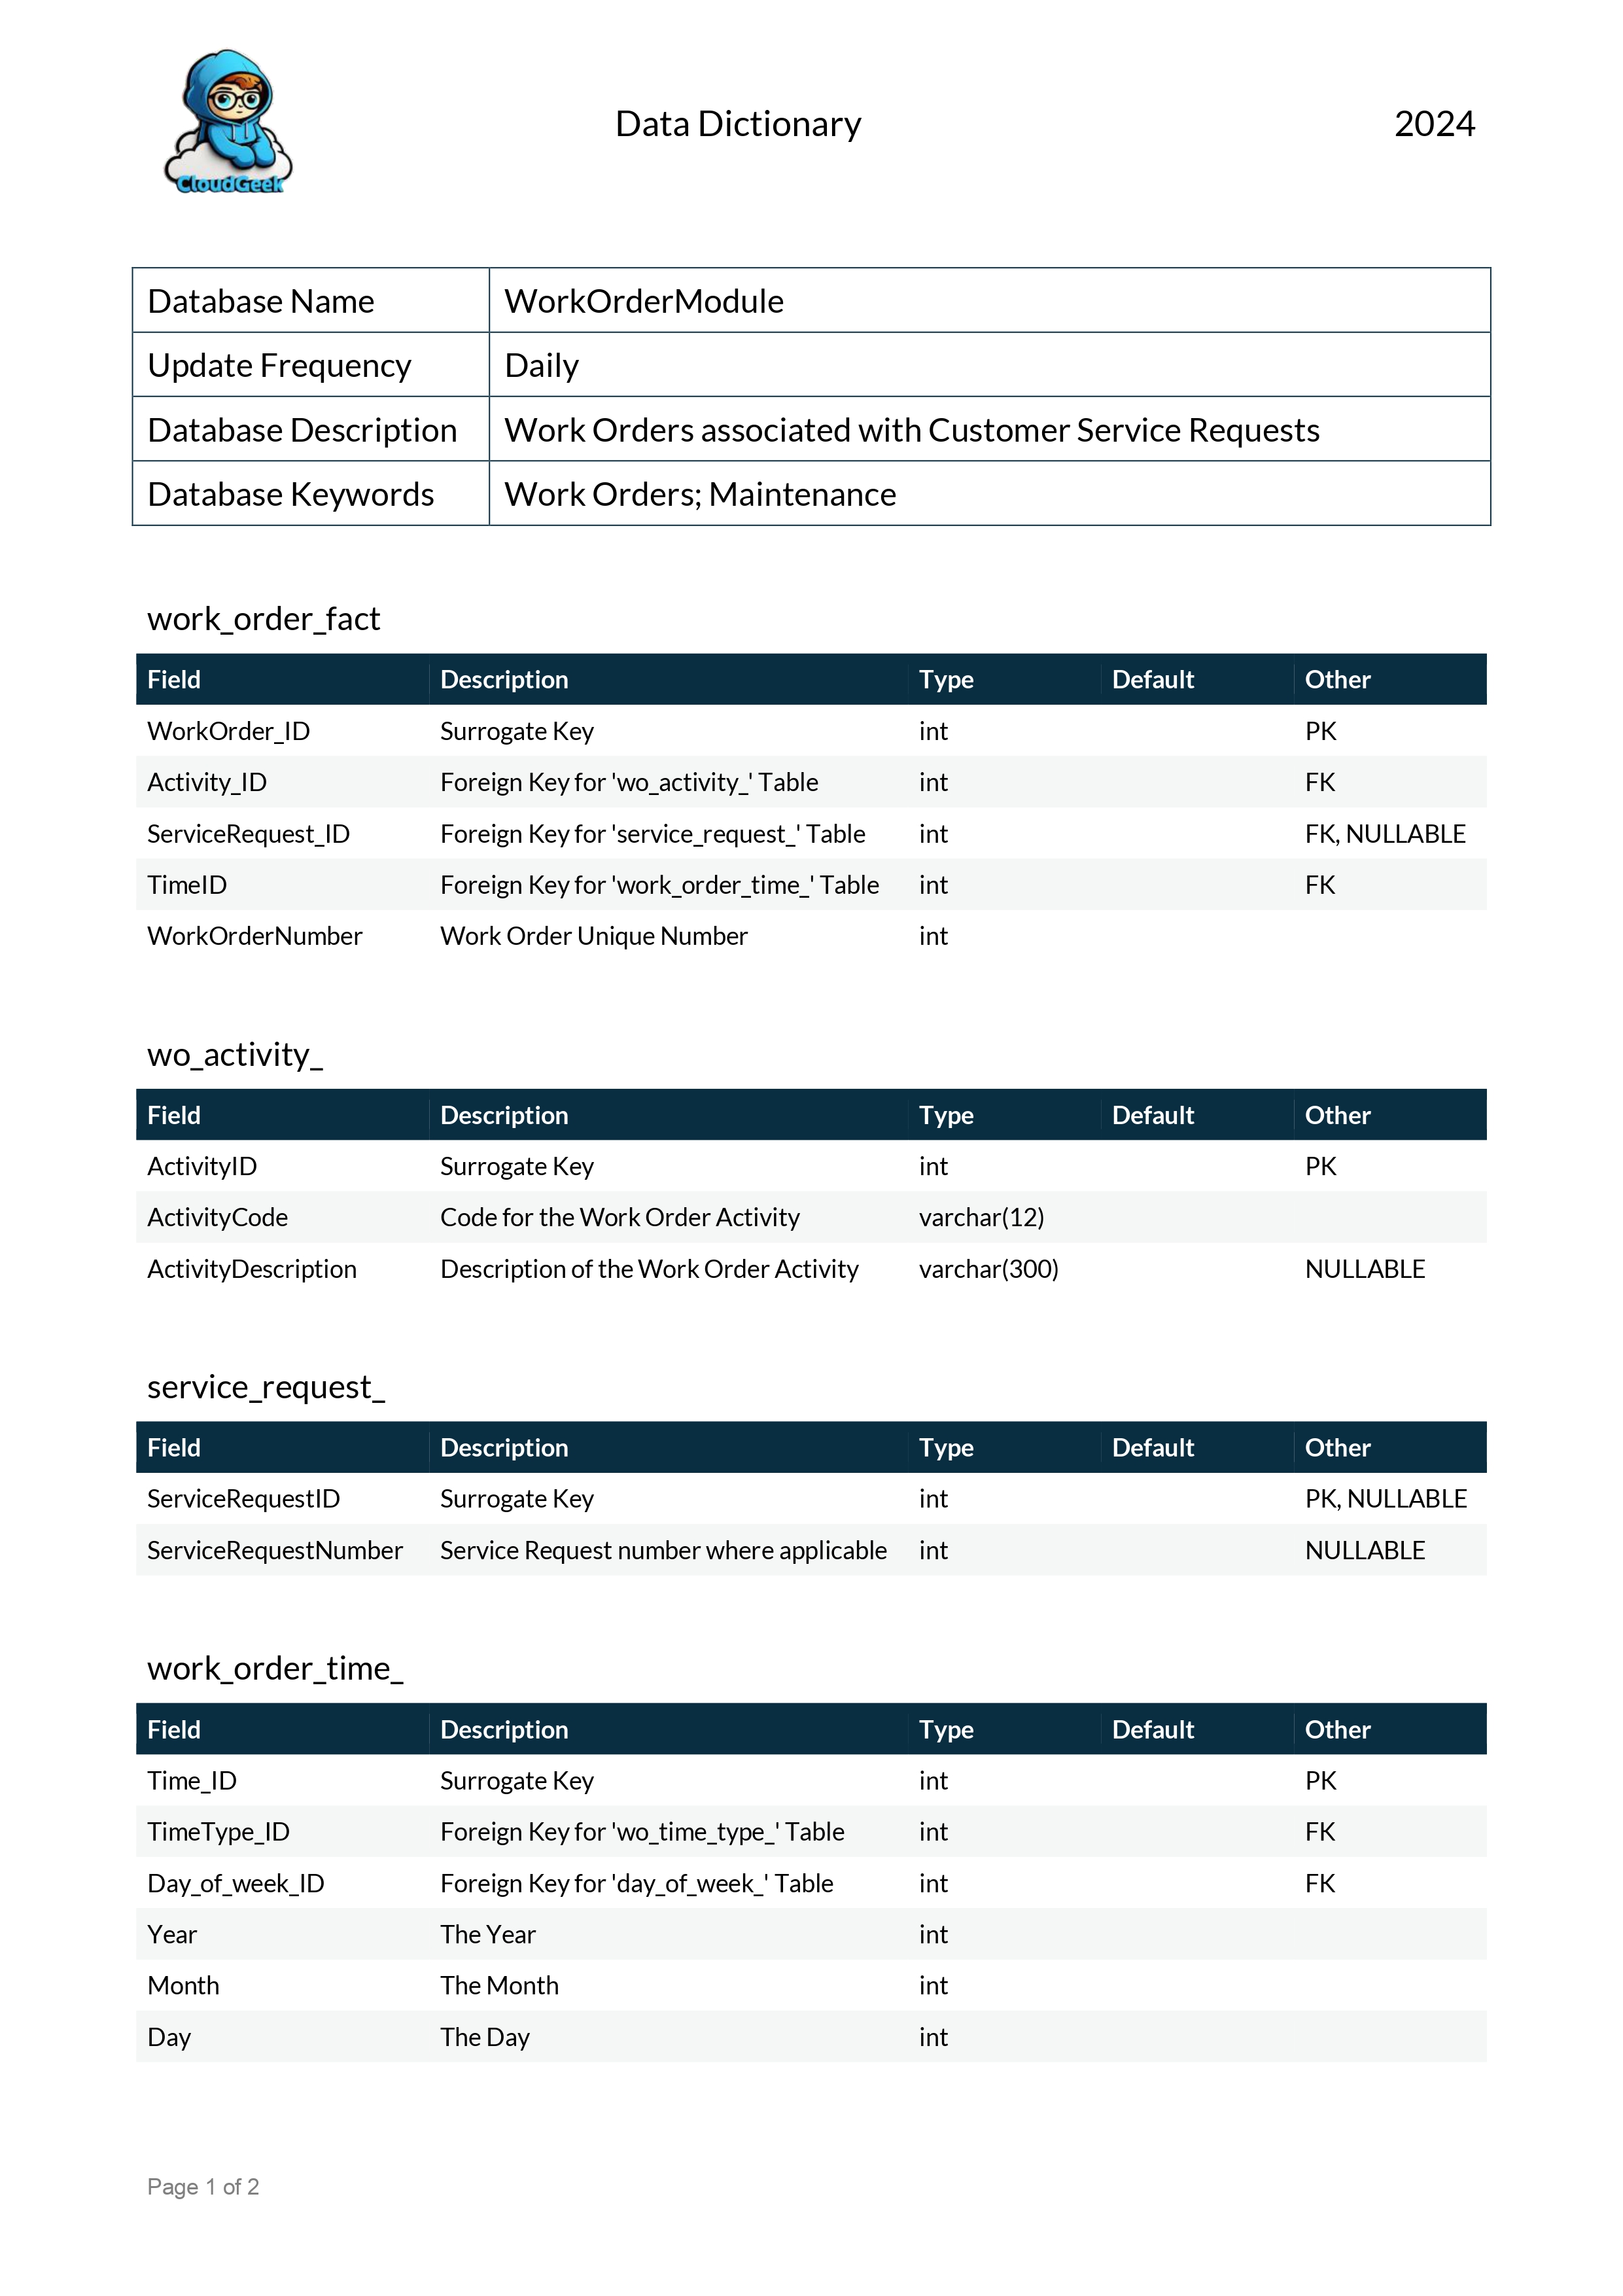 CloudGeek
Data Dictionary 2024
Database Name WorkOrderModule
Update Frequency Daily
Database Description Work Orders associated with Customer Service Requests
Database Keywords Work Orders; Maintenance
work_order_fact
Field Description Type Default Other
WorkOrder_ID Surrogate Key int PK
Activity_ID Foreign Key for 'wo_activity_' Table int FK
ServiceRequest_ID Foreign Key for 'service_request_' Table int FK, NULLABLE
TimeID Foreign Key for 'work_order_time_' Table int FK
WorkOrderNumber Work Order Unique Number int
wo_activity_
Field Description Type Default Other
ActivityID Surrogate Key int PK
ActivityCode Code for the Work Order Activity varchar(12)
ActivityDescription Description of the Work Order Activity varchar(300) NULLABLE
service_request_
Field Description Type Default Other
ServiceRequestID Surrogate Key int PK, NULLABLE
ServiceRequestNumber Service Request number where applicable int NULLABLE
work_order_time_
Field Description Type Default Other
Time_ID Surrogate Key int PK
TimeType_ID Foreign Key for 'wo_time_type_' Table int FK
Day_of_week_ID Foreign Key for 'day_of_week_' Table int FK
Year The Year int
Month The Month int
Day The Day int
Page 1 of 2